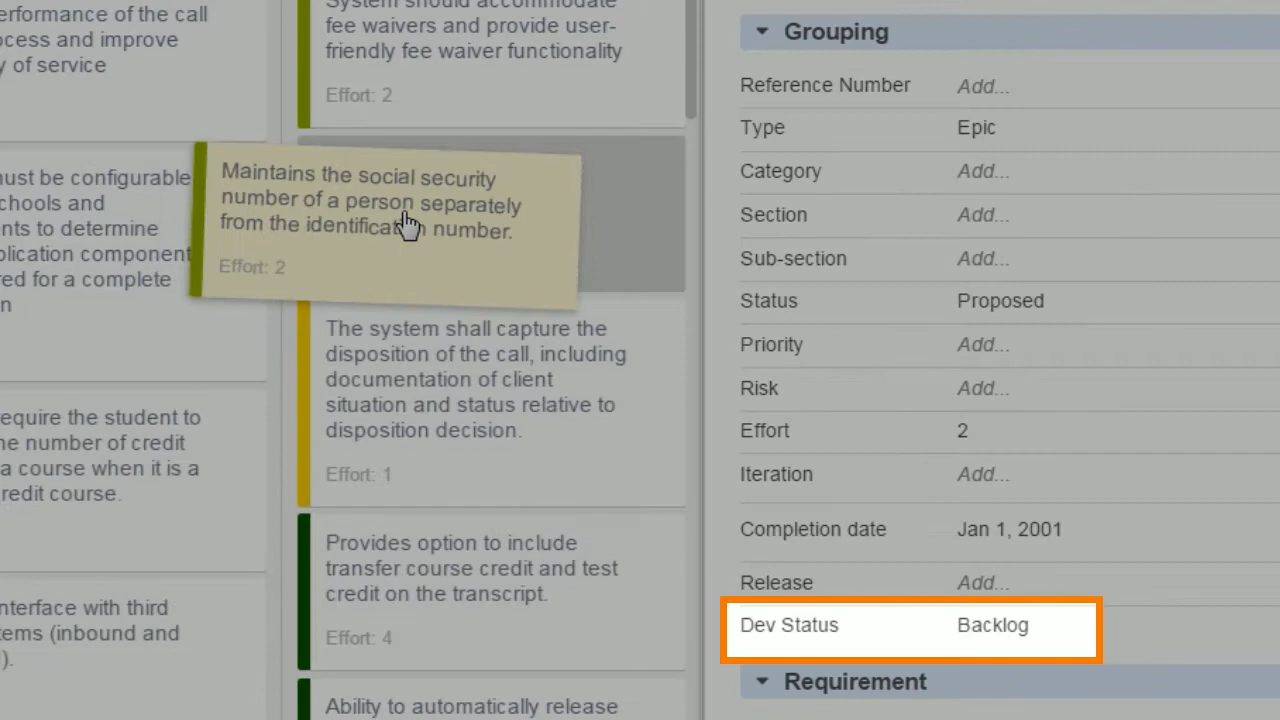 erformance of the call
ocess and improve
y of service
must be configurable
chools and
nts to determine
plication component
red for a complete
n
equire the student to
he number of credit
a course when it is a
redit course.
nterface with third
tems (inbound and
).
System should accommodate
fee waivers and provide user-
friendly fee waiver functionality
Effort: 2
Maintains the social security
number of a person separately
from the identification number.
Effort: 2
The system shall capture the
disposition of the call, including
documentation of client
situation and status relative to
disposition decision.
Effort: 1
Provides option to include
transfer course credit and test
credit on the transcript.
Effort: 4
Ability to automatically release
Grouping
Reference Number Add...
Type Epic
Category Add...
Section Add...
Sub-section Add...
Status Proposed
Priority Add...
Risk Add...
Effort 2
Iteration Add...
Completion date Jan 1, 2001
Release Add...
Dev Status Backlog
Requirement